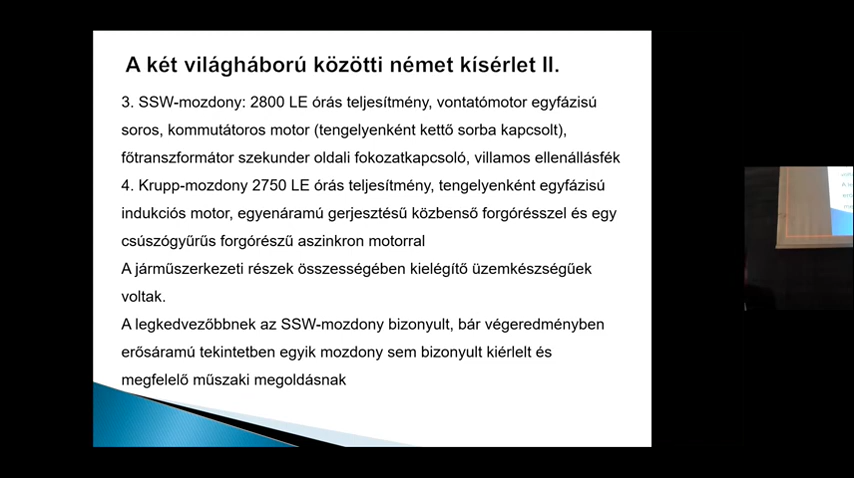 A két világháború közötti német kísérlet II.
3. SSW-mozdony: 2800 LE órás teljesítmény, vontatómotor egyfázisú
soros, kommutátoros motor (tengelyenként kettő sorba kapcsolt),
főtranszformátor szekunder oldali fokozatkapcsoló, villamos ellenállásfék
4. Krupp-mozdony 2750 LE órás teljesítmény, tengelyenként egyfázisú
indukciós motor, egyenáramú gerjesztésű közbenső forgórésszel és egy
csúszógyűrűs forgórészű aszinkron motorral
A járműszerkezeti részek összességében kielégítő üzemkészségűek
voltak.
A legkedvezőbbnek az SSW-mozdony bizonyult, bár végeredményben
erősáramú tekintetben egyik mozdony sem bizonyult kiérlelt és
megfelelő műszaki megoldásnak